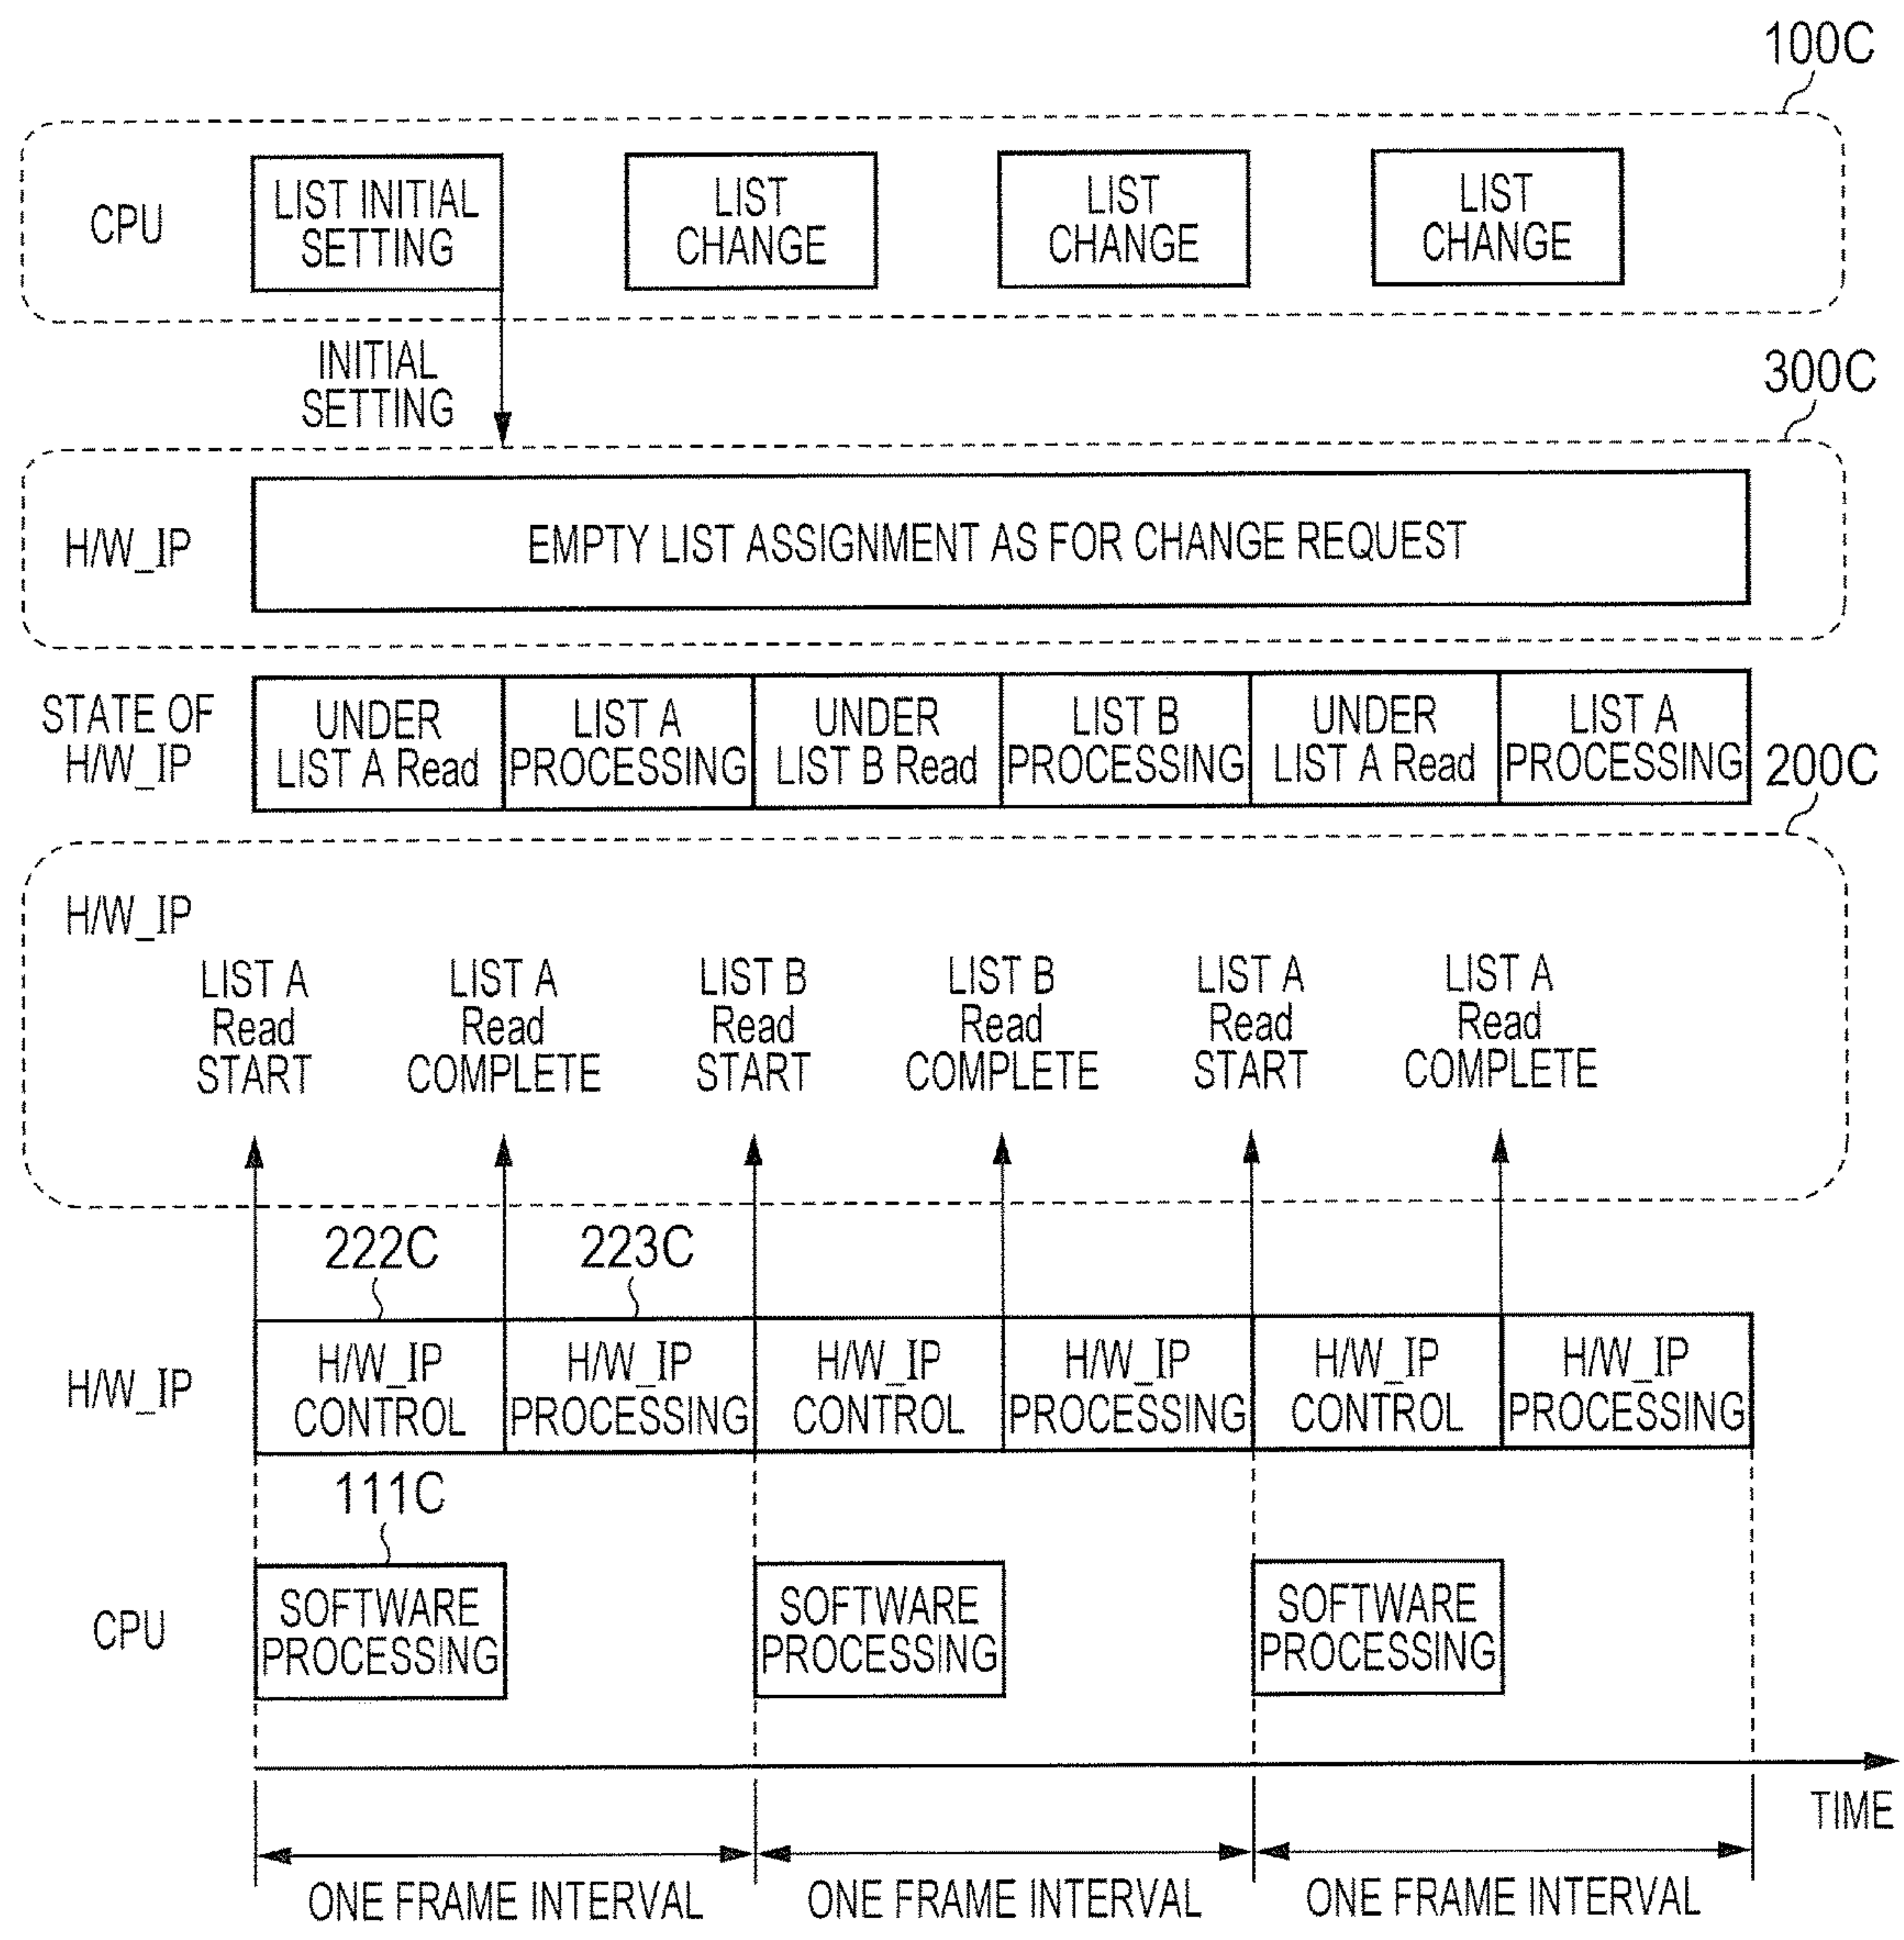 100C
CPU
LIST INITIAL
SETTING
LIST
CHANGE
LIST
CHANGE
LIST
CHANGE
INITIAL
SETTING
300C
H/W_IP
EMPTY LIST ASSIGNMENT AS FOR CHANGE REQUEST
STATE OF
H/W_IP
UNDER
LIST A Read
LIST A
PROCESSING
UNDER
LIST B Read
LIST B
PROCESSING
UNDER
LIST A Read
LIST A
PROCESSING
200C
H/W_IP
LIST A
Read
START
LIST A
Read
COMPLETE
LIST B
Read
START
LIST B
Read
COMPLETE
LIST A
Read
START
LIST A
Read
COMPLETE
222C
223C
H/W_IP
H/W_IP
CONTROL
H/W_IP
PROCESSING
H/W_IP
CONTROL
H/W_IP
PROCESSING
H/W_IP
CONTROL
H/W_IP
PROCESSING
111C
CPU
SOFTWARE
PROCESSING
SOFTWARE
PROCESSING
SOFTWARE
PROCESSING
TIME
ONE FRAME INTERVAL
ONE FRAME INTERVAL
ONE FRAME INTERVAL